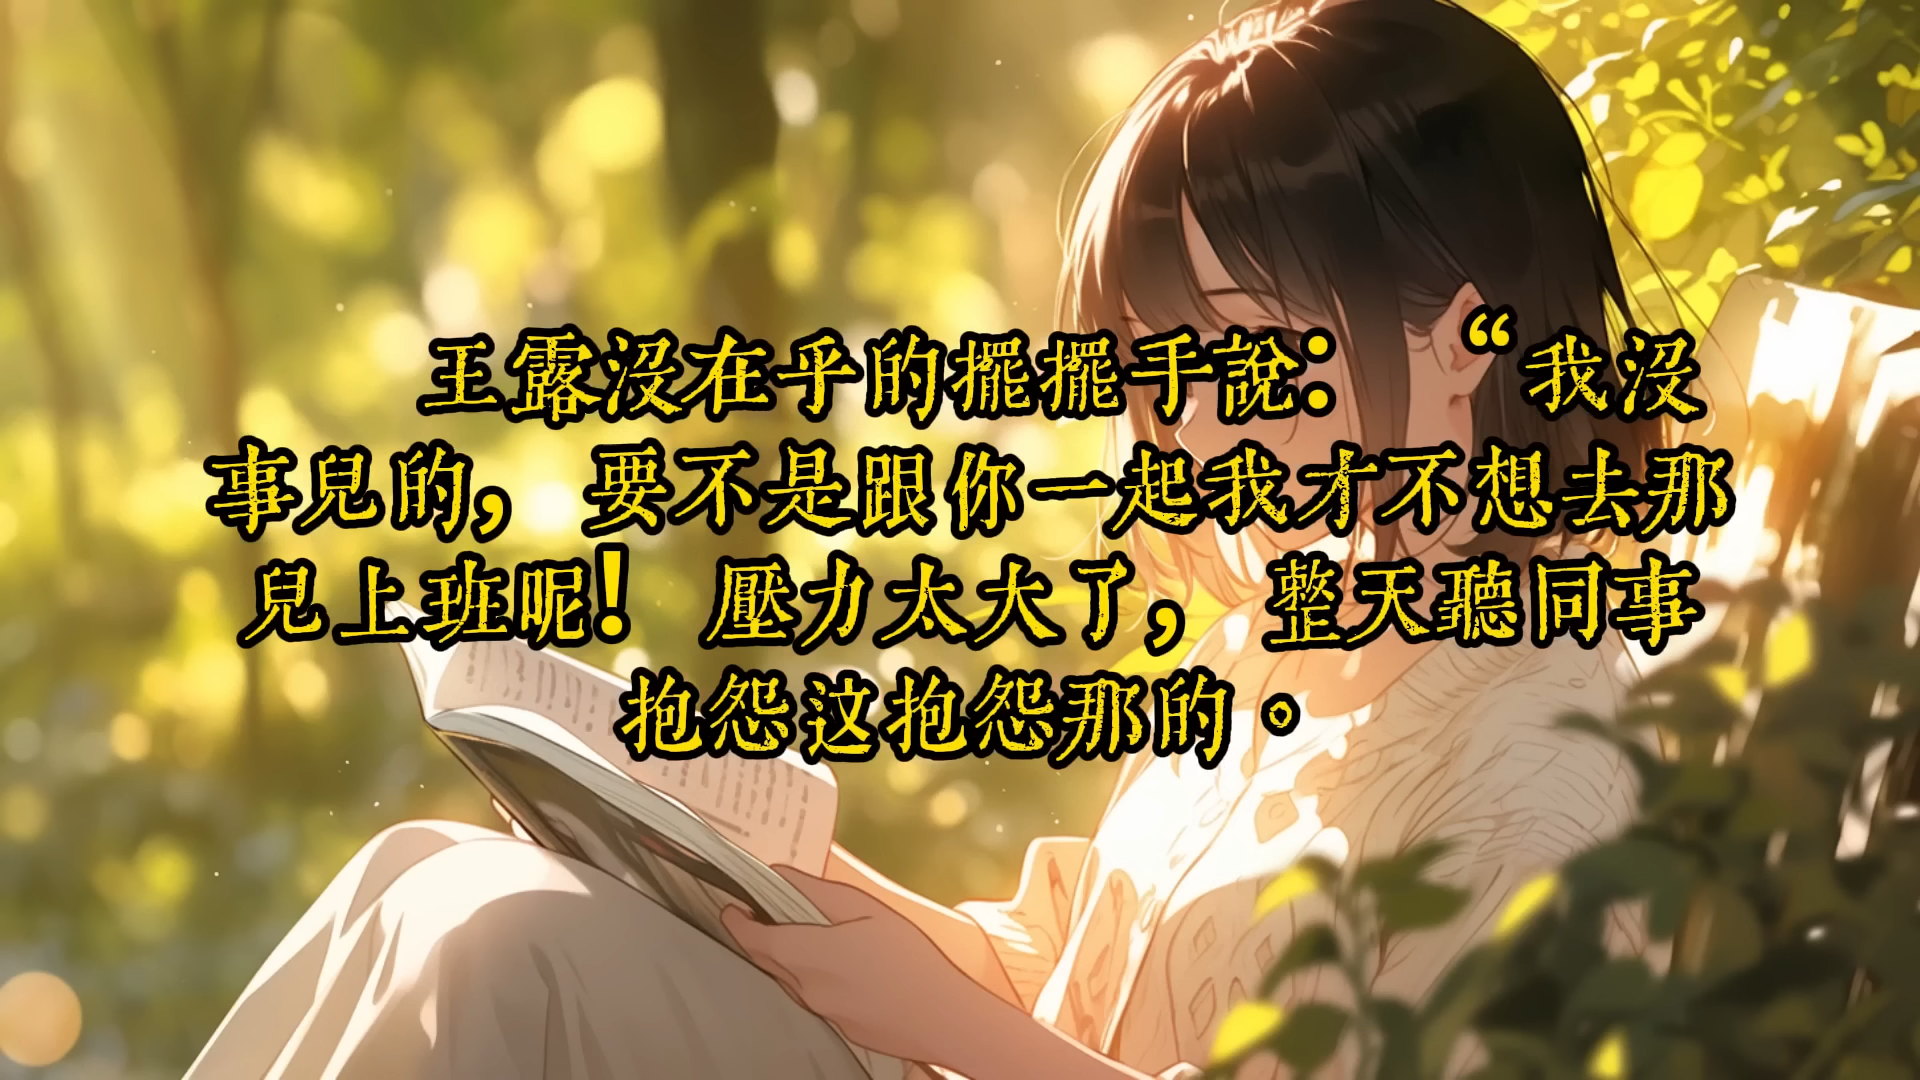 王露沒在乎的擺擺手說：“我沒
事兒的，要不是跟你一起我才不想去那
兒上班呢！壓力太大了，整天聽同事
抱怨这抱怨那的。